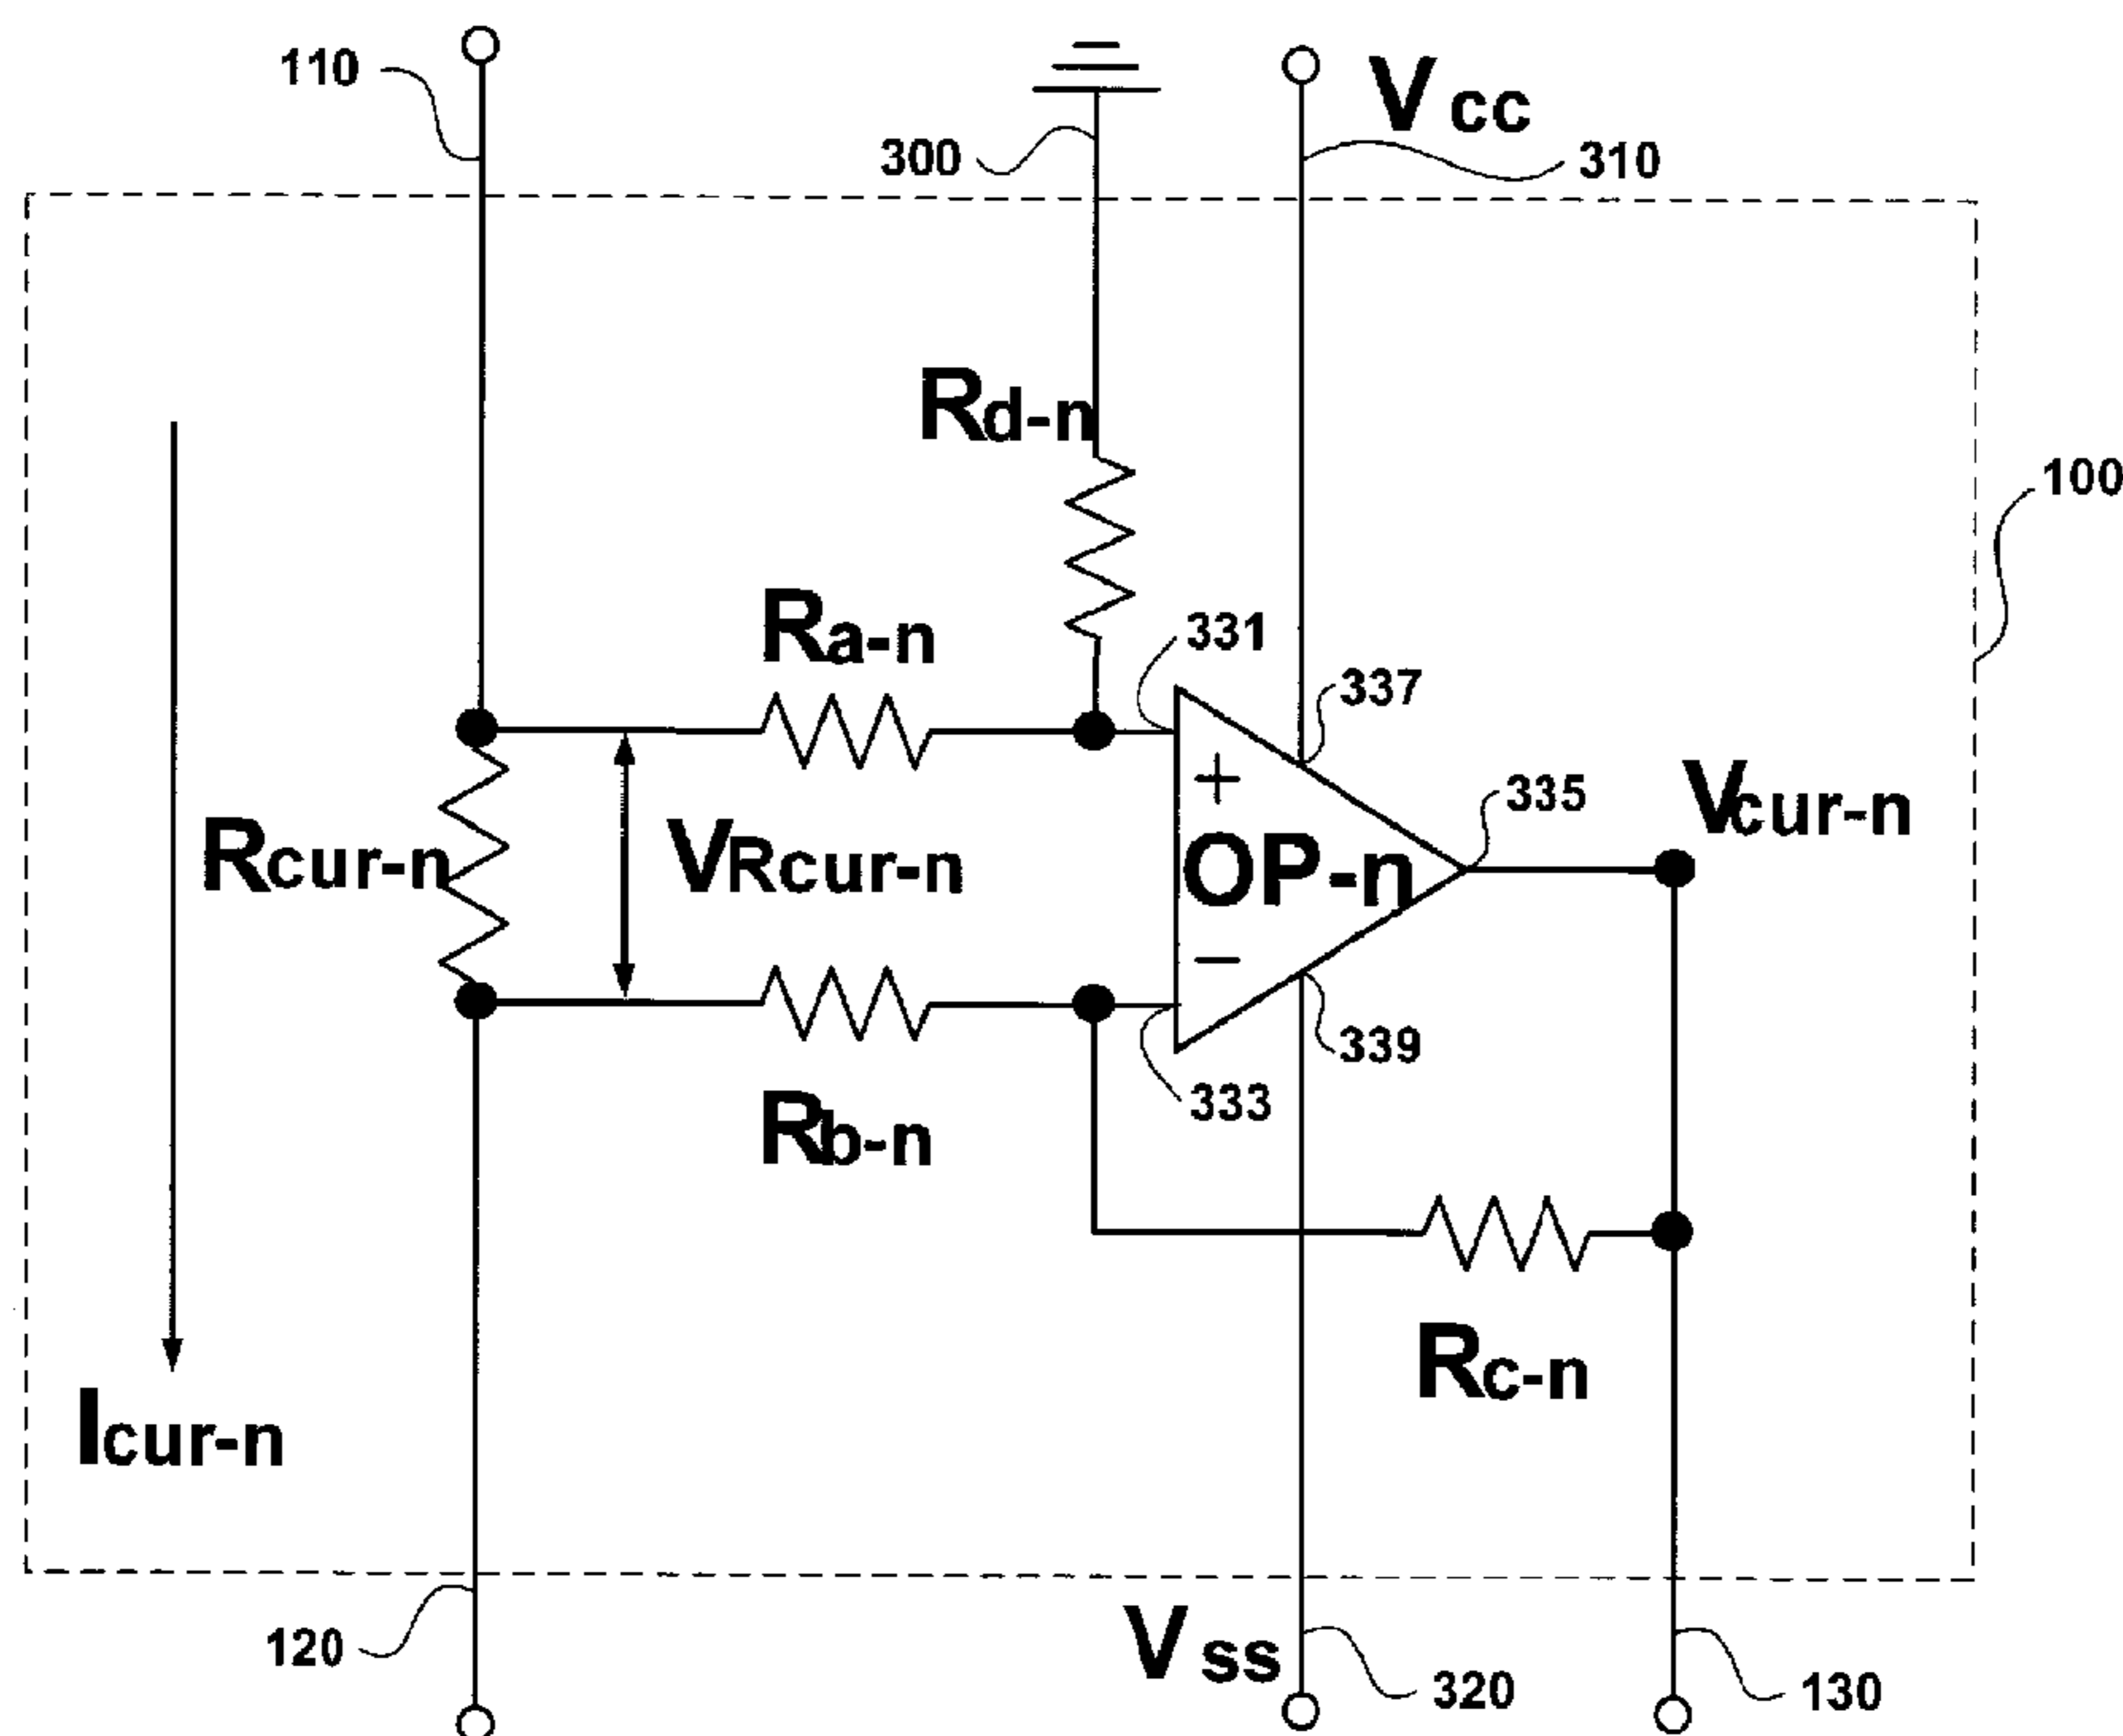 110
300
Vcc
310
Rd-n
100
Ra-n
331
337
Rcur-n
VRcur-n
+
OP-n
−
335
Vcur-n
339
333
Rb-n
Rc-n
Icur-n
120
Vss
320
130